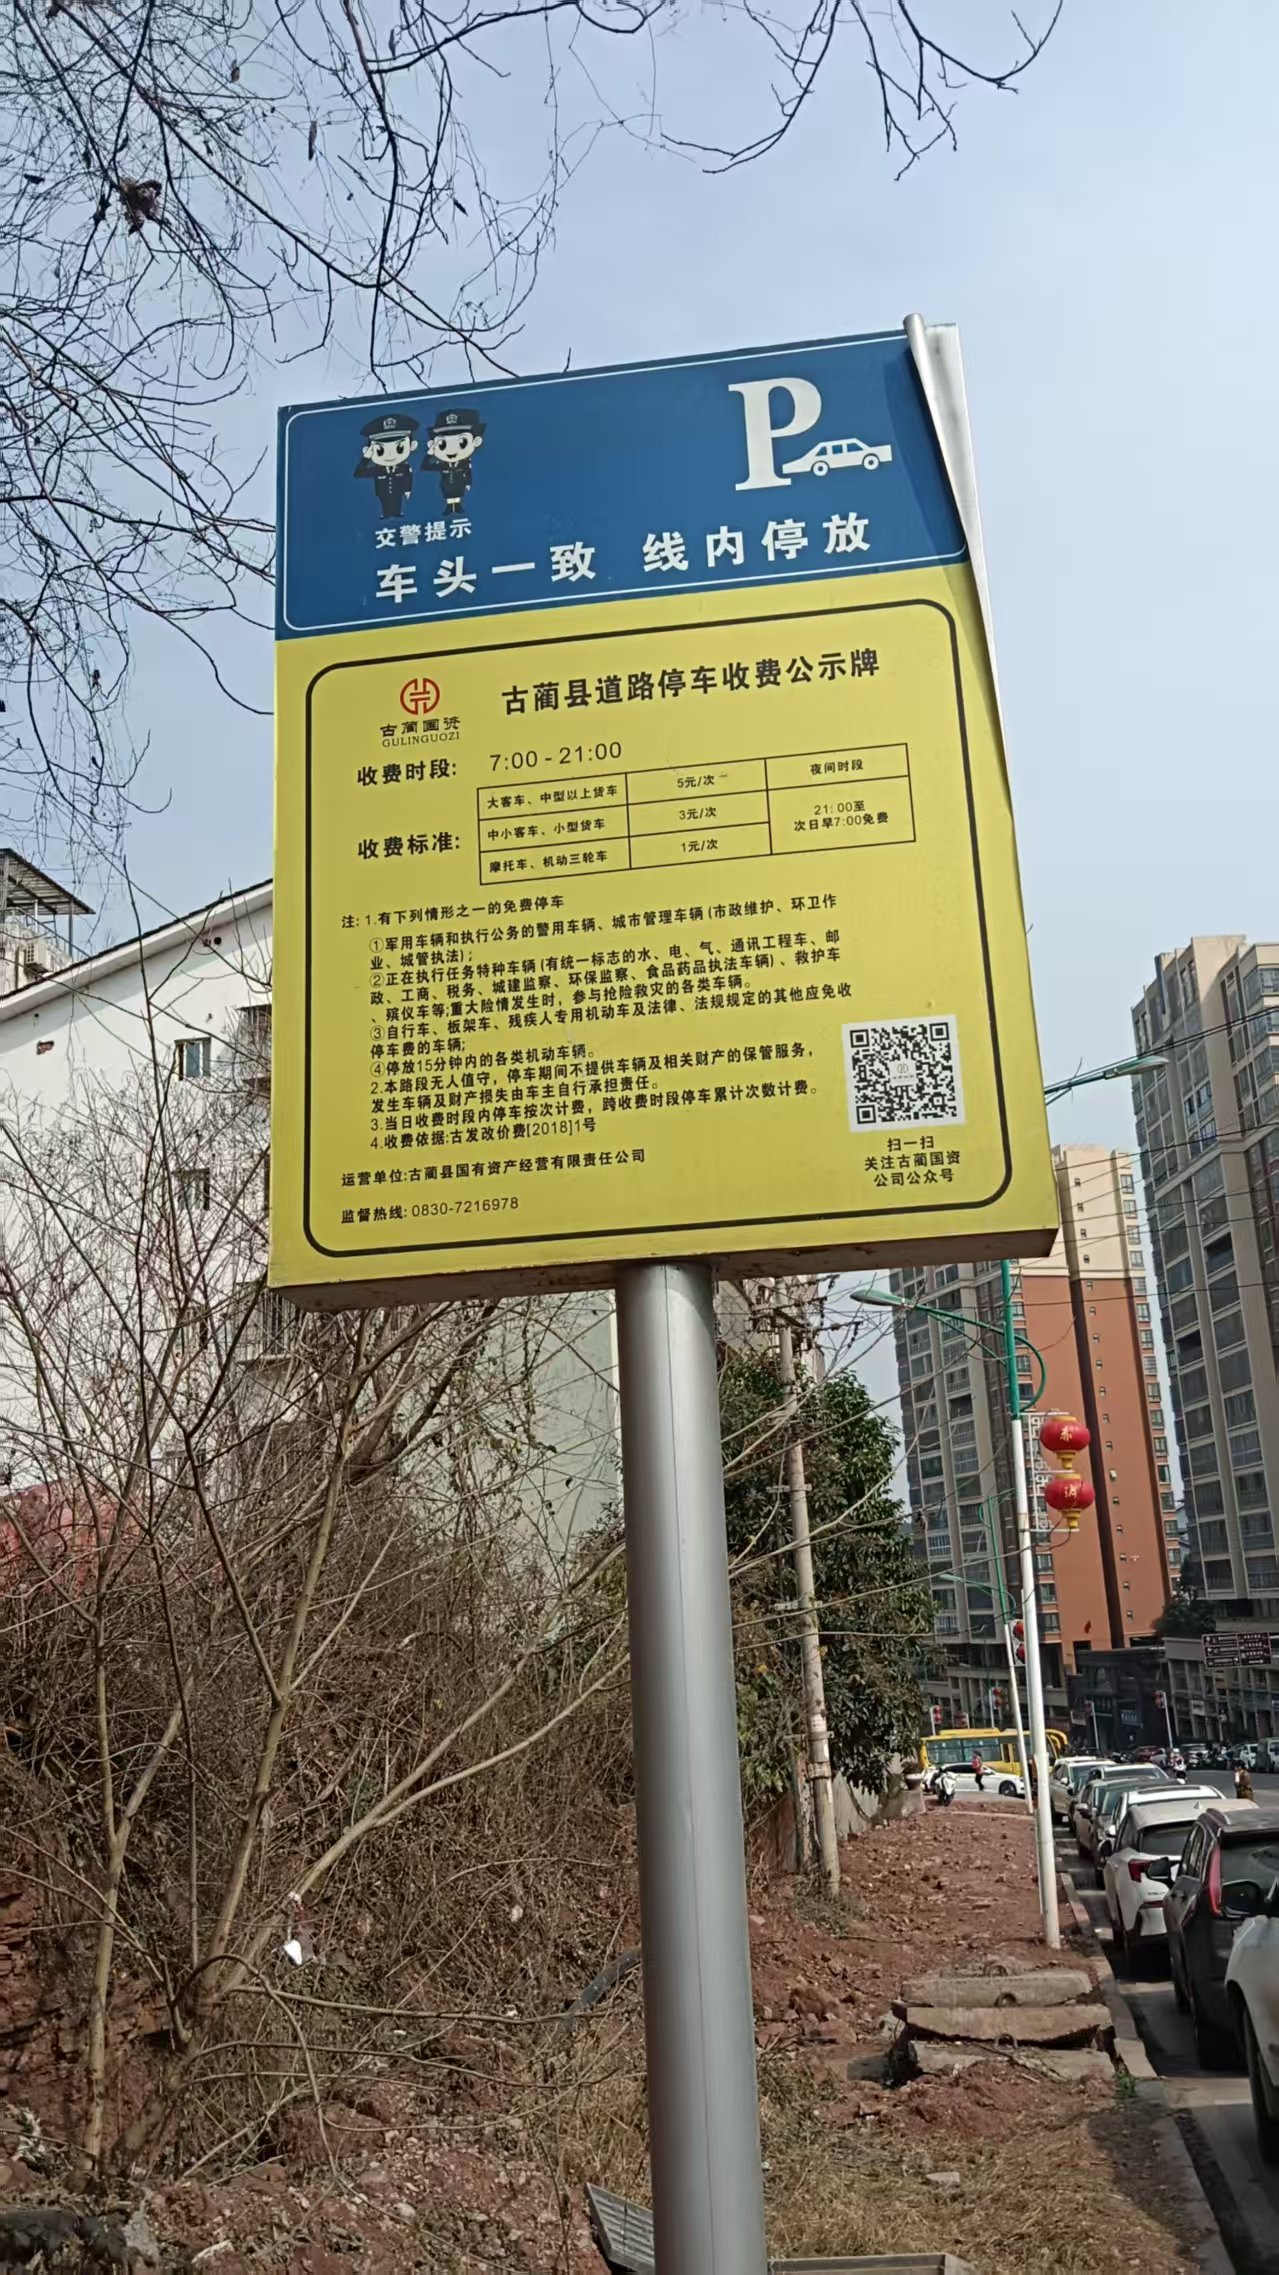 交警提示
车头一致 线内停放
古蔺国资
GULINGUOZI
古蔺县道路停车收费公示牌
收费时段: 7:00-21:00
收费标准:
大客车、中型以上货车 5元/次 夜间时段
中小客车、小型货车 3元/次 21:00至
次日早7:00免费
摩托车、机动三轮车 1元/次
注: 1.有下列情形之一的免费停车
①军用车辆和执行公务的警用车辆、城市管理车辆(市政维护、环卫作
业、城管执法);
②正在执行任务特种车辆(有统一标志的水、电、气、通讯工程车、邮
政、工商、税务、城建监察、环保监察、食品药品执法车辆)、救护车
、殡仪车等;重大险情发生时，参与抢险救灾的各类车辆。
③自行车、板架车、残疾人专用机动车及法律、法规规定的其他应免收
停车费的车辆;
④停放15分钟内的各类机动车辆。
2.本路段无人值守，停车期间不提供车辆及相关财产的保管服务，
发生车辆及财产损失由车主自行承担责任。
3.当日收费时段内停车按次计费，跨收费时段停车累计次数计费。
4.收费依据:古发改价费[2018]1号
运营单位:古蔺县国有资产经营有限责任公司
监督热线: 0830-7216978
扫一扫
关注古蔺国资
公司公众号